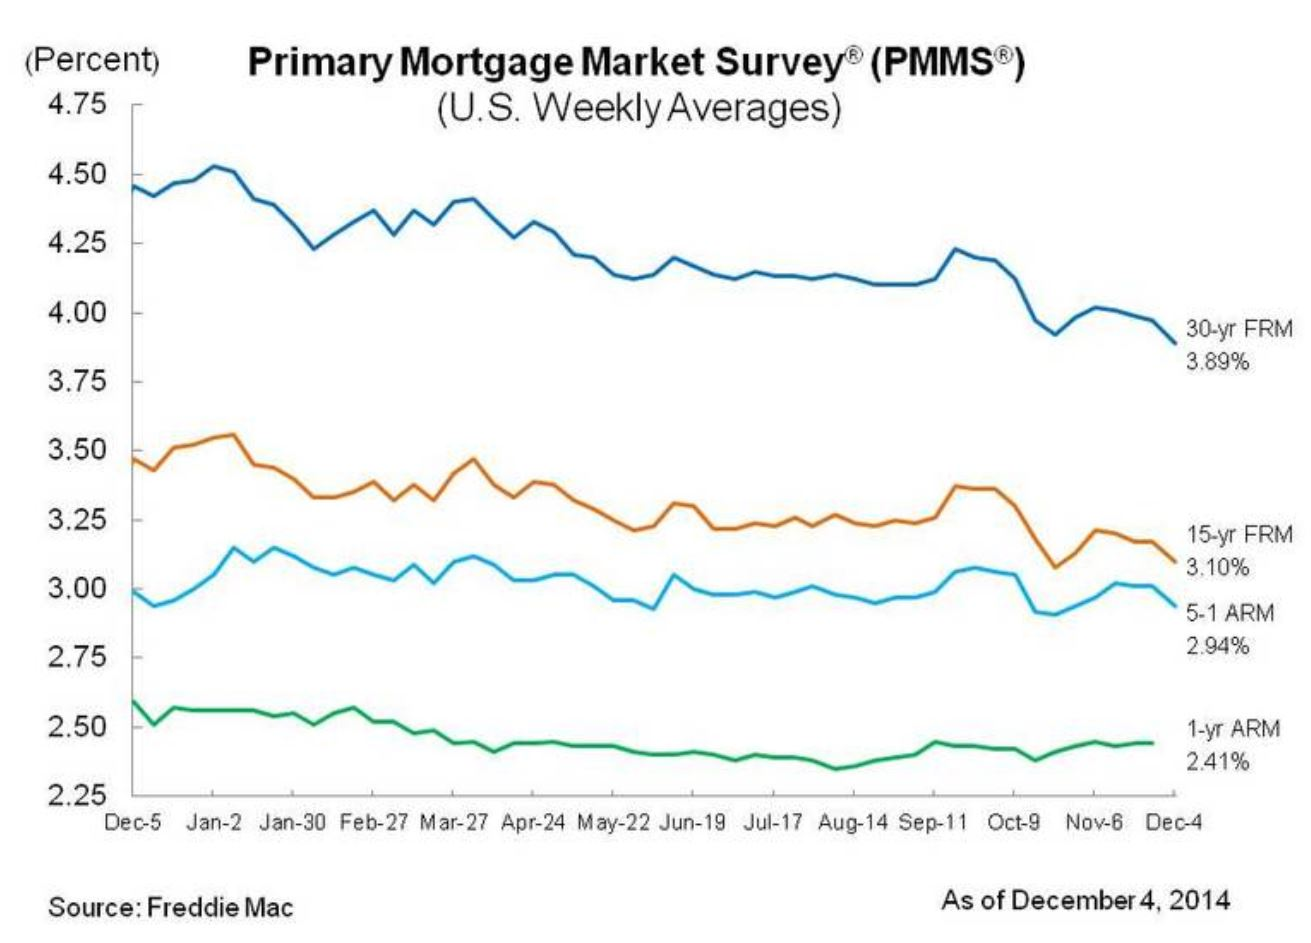 (Percent)
Primary Mortgage Market Survey® (PMMS®)
(U.S. Weekly Averages)
4.75
4.50
4.25
4.00
3.75
3.50
3.25
3.00
2.75
2.50
2.25
30-yr FRM
3.89%
15-yr FRM
3.10%
5-1 ARM
2.94%
1-yr ARM
2.41%
Dec-5 Jan-2 Jan-30 Feb-27 Mar-27 Apr-24 May-22 Jun-19 Jul-17 Aug-14 Sep-11 Oct-9 Nov-6 Dec-4
Source: Freddie Mac
As of December 4, 2014